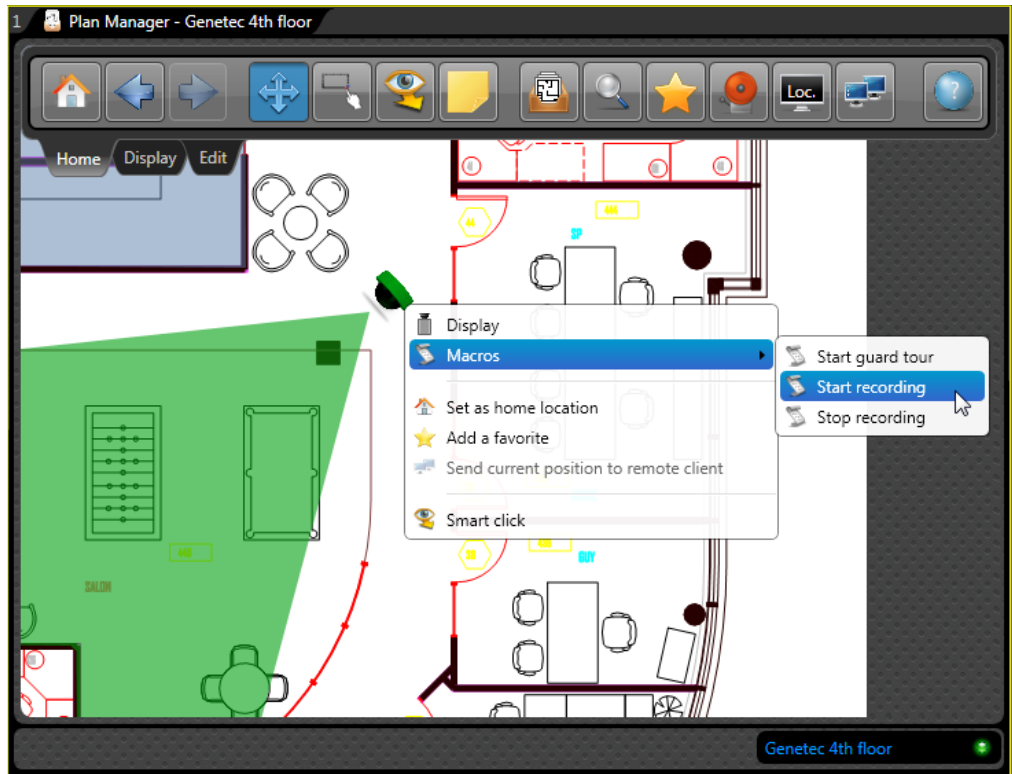 1 Plan Manager - Genetec 4th floor
Loc.
?
Home Display Edit
444
44
SP
Display
Macros
Start guard tour
Start recording
Stop recording
Set as home location
Add a favorite
Send current position to remote client
Smart click
GUY
SALON
Genetec 4th floor